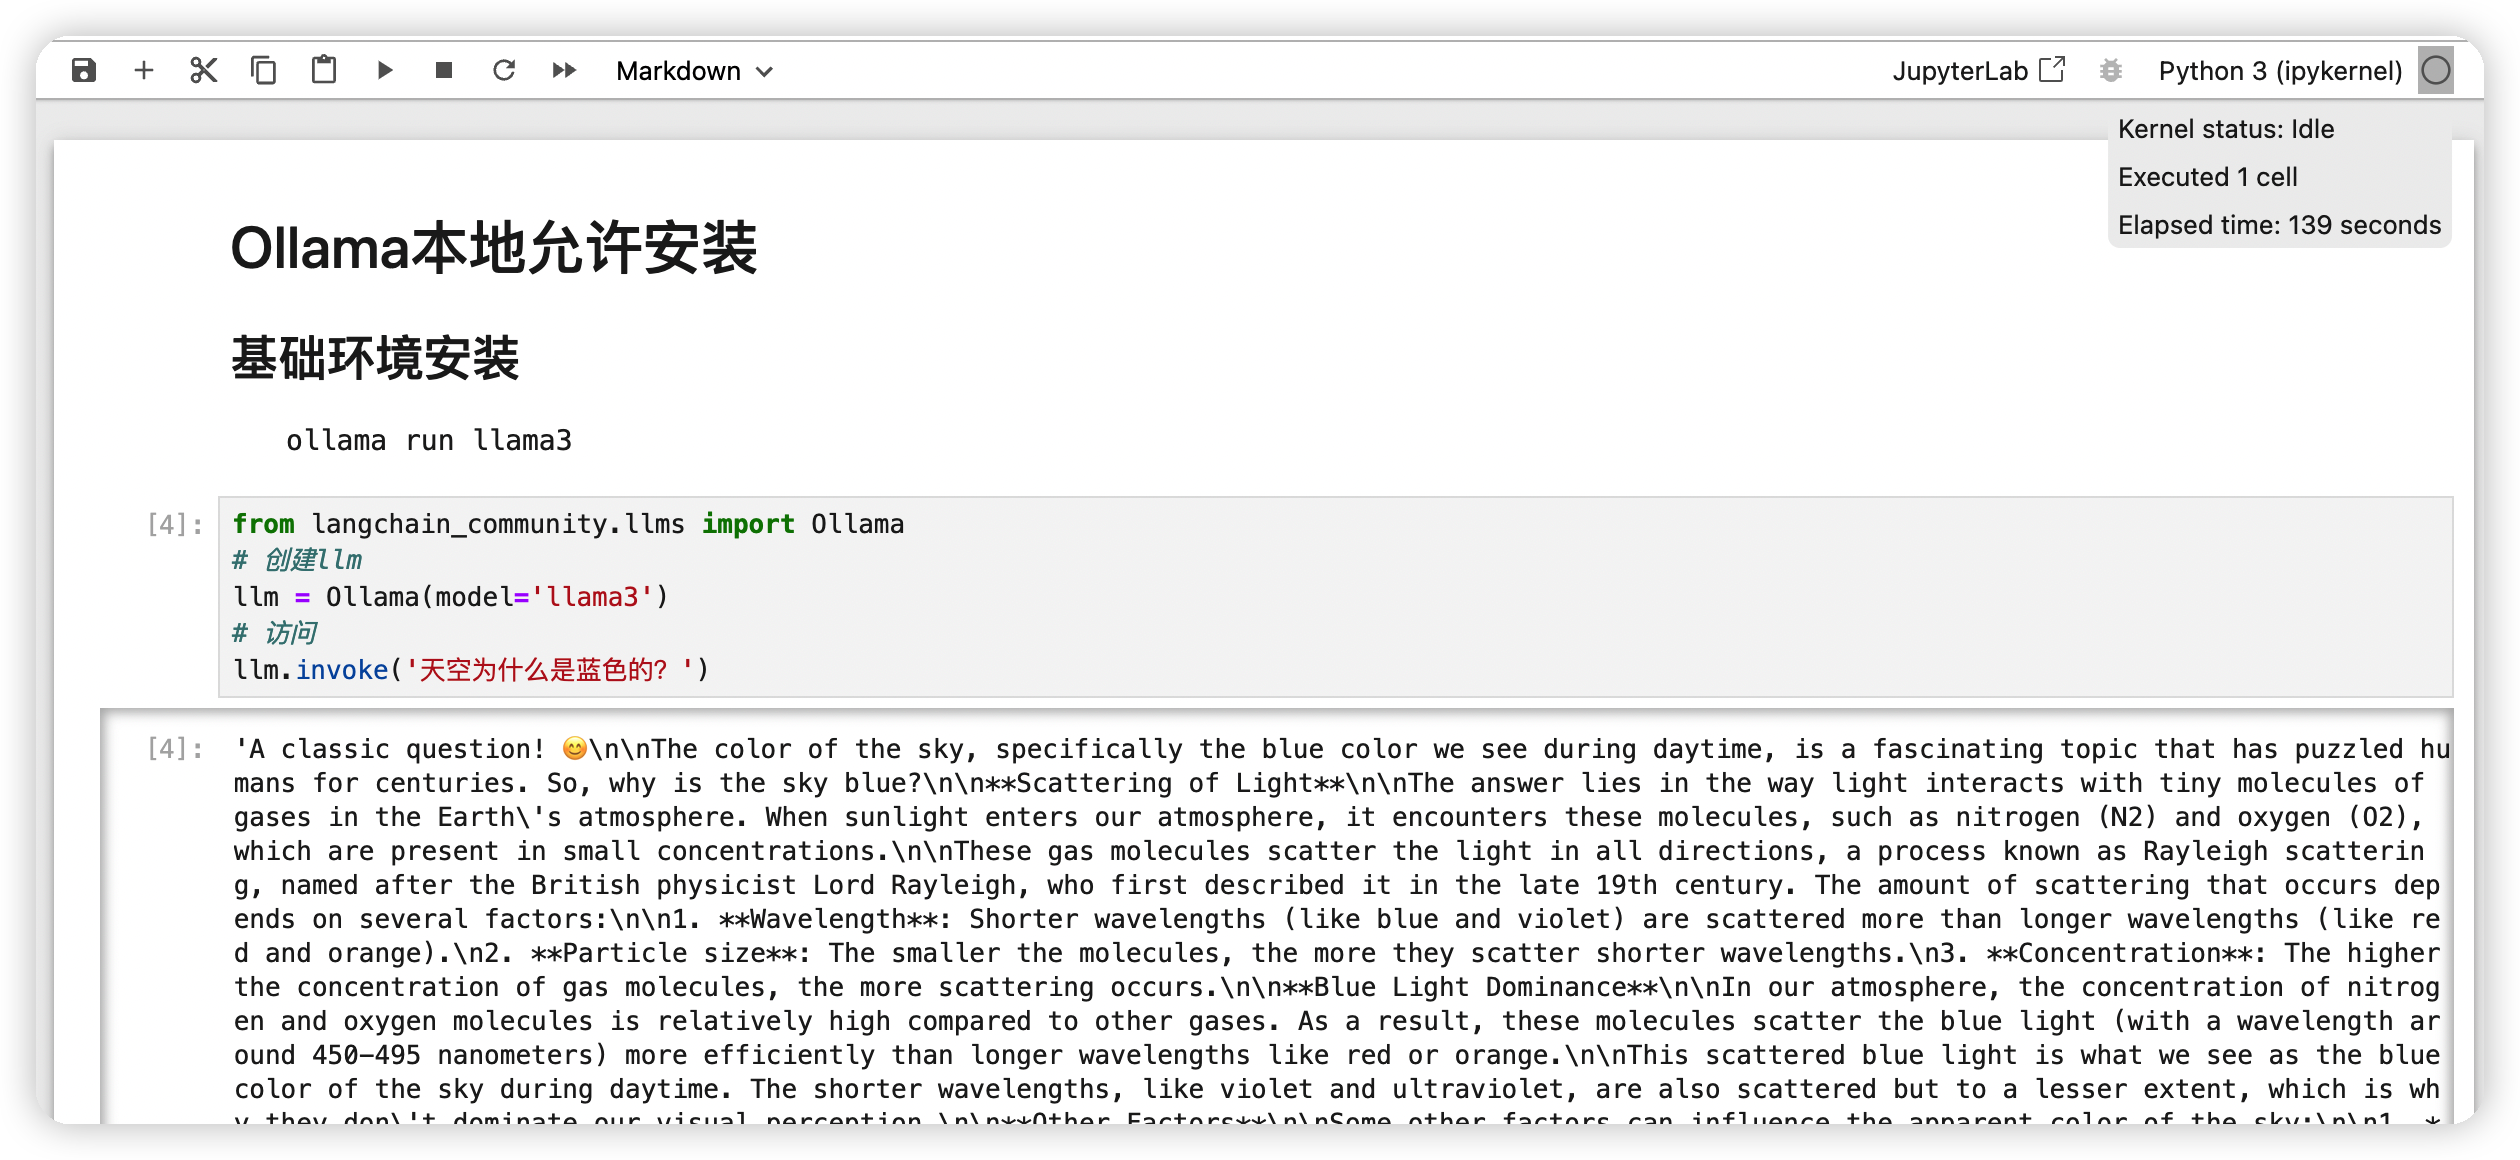 Markdown
JupyterLab
Python 3 (ipykernel)
Kernel status: Idle
Executed 1 cell
Elapsed time: 139 seconds
Ollama本地允许安装
基础环境安装
ollama run llama3
[4]:
from langchain_community.llms import Ollama
# 创建llm
llm = Ollama(model='llama3')
# 访问
llm.invoke('天空为什么是蓝色的？')
[4]:
'A classic question! 😊\n\nThe color of the sky, specifically the blue color we see during daytime, is a fascinating topic that has puzzled hu
mans for centuries. So, why is the sky blue?\n\n**Scattering of Light**\n\nThe answer lies in the way light interacts with tiny molecules of
gases in the Earth\'s atmosphere. When sunlight enters our atmosphere, it encounters these molecules, such as nitrogen (N2) and oxygen (O2),
which are present in small concentrations.\n\nThese gas molecules scatter the light in all directions, a process known as Rayleigh scatterin
g, named after the British physicist Lord Rayleigh, who first described it in the late 19th century. The amount of scattering that occurs dep
ends on several factors:\n\n1. **Wavelength**: Shorter wavelengths (like blue and violet) are scattered more than longer wavelengths (like re
d and orange).\n2. **Particle size**: The smaller the molecules, the more they scatter shorter wavelengths.\n3. **Concentration**: The higher
the concentration of gas molecules, the more scattering occurs.\n\n**Blue Light Dominance**\n\nIn our atmosphere, the concentration of nitrog
en and oxygen molecules is relatively high compared to other gases. As a result, these molecules scatter the blue light (with a wavelength ar
ound 450-495 nanometers) more efficiently than longer wavelengths like red or orange.\n\nThis scattered blue light is what we see as the blue
color of the sky during daytime. The shorter wavelengths, like violet and ultraviolet, are also scattered but to a lesser extent, which is wh
y they don\'t dominate our visual perception.\n\n**Other Factors**\n\nSome other factors can influence the apparent color of the sky:\n\n1. *